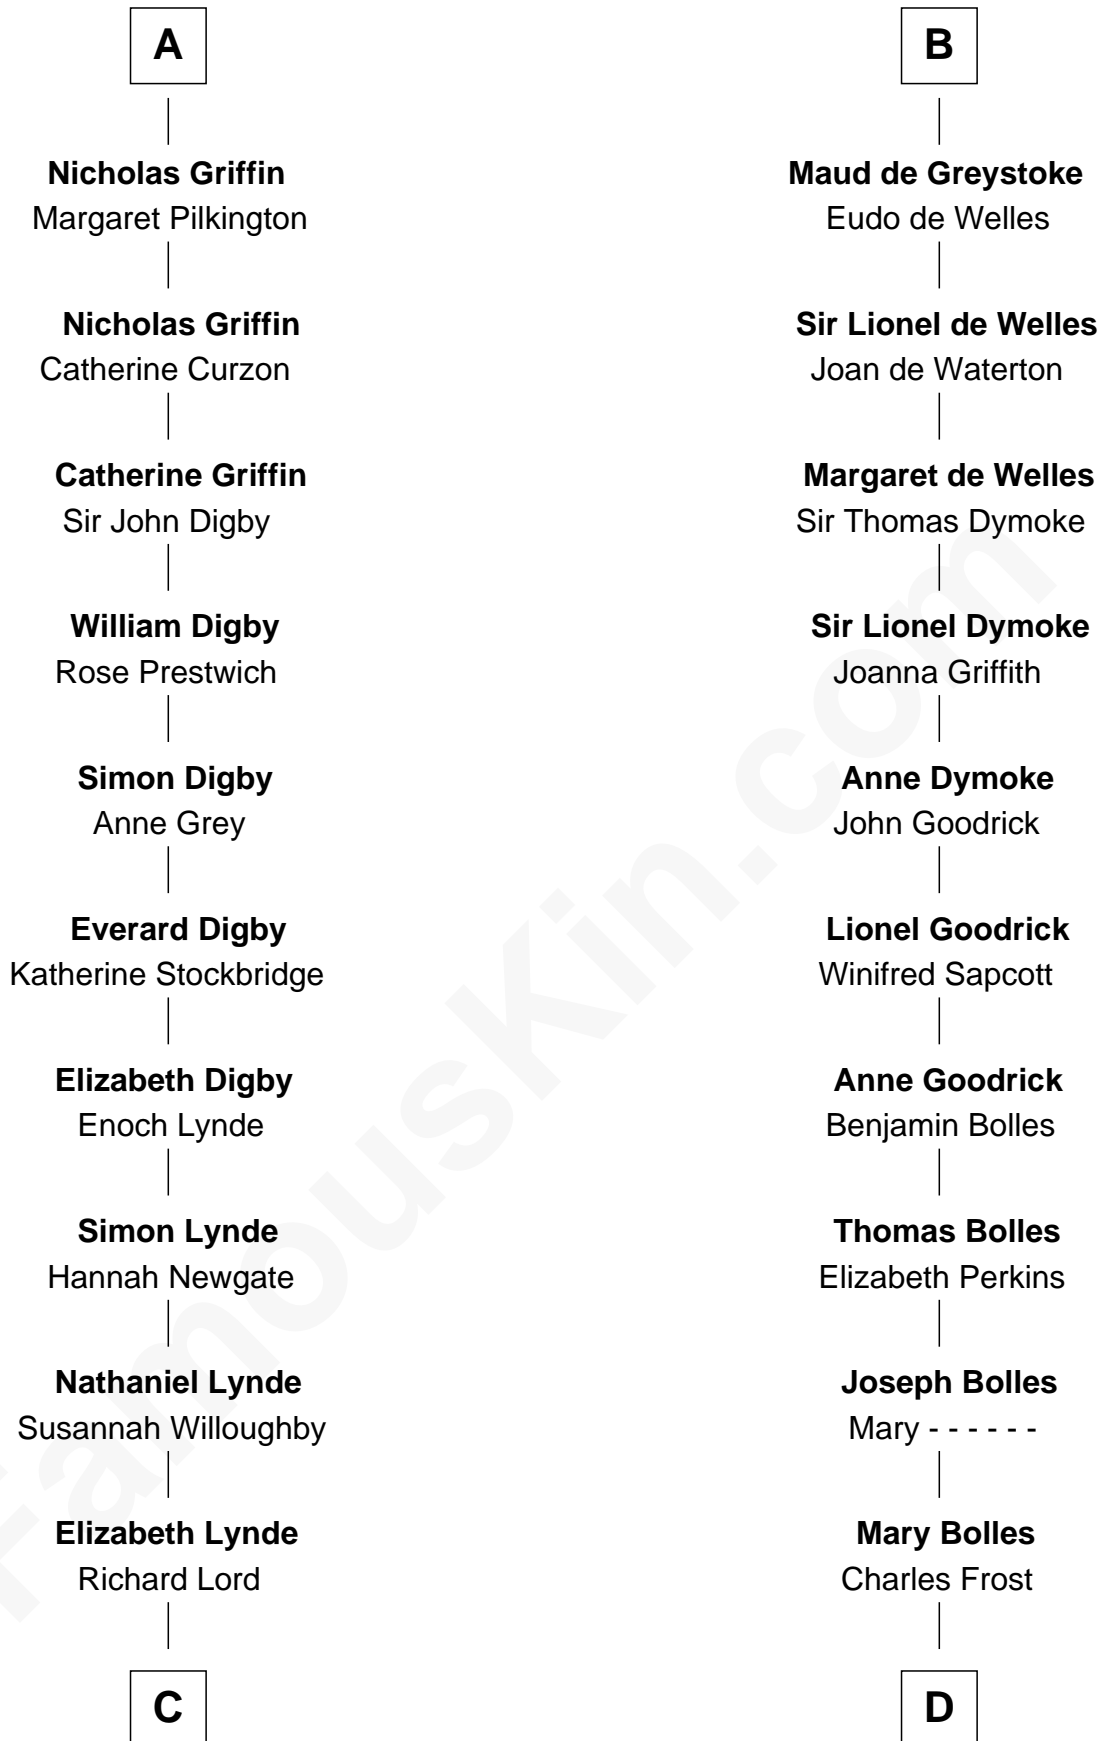 A
Nicholas Griffin
Margaret Pilkington
Nicholas Griffin
Catherine Curzon
Catherine Griffin
Sir John Digby
William Digby
Rose Prestwich
Simon Digby
Anne Grey
Everard Digby
Katherine Stockbridge
Elizabeth Digby
Enoch Lynde
Simon Lynde
Hannah Newgate
Nathaniel Lynde
Susannah Willoughby
Elizabeth Lynde
Richard Lord
C
B
Maud de Greystoke
Eudo de Welles
Sir Lionel de Welles
Joan de Waterton
Margaret de Welles
Sir Thomas Dymoke
Sir Lionel Dymoke
Joanna Griffith
Anne Dymoke
John Goodrick
Lionel Goodrick
Winifred Sapcott
Anne Goodrick
Benjamin Bolles
Thomas Bolles
Elizabeth Perkins
Joseph Bolles
Mary - - - - - -
Mary Bolles
Charles Frost
D
FamousKin.com